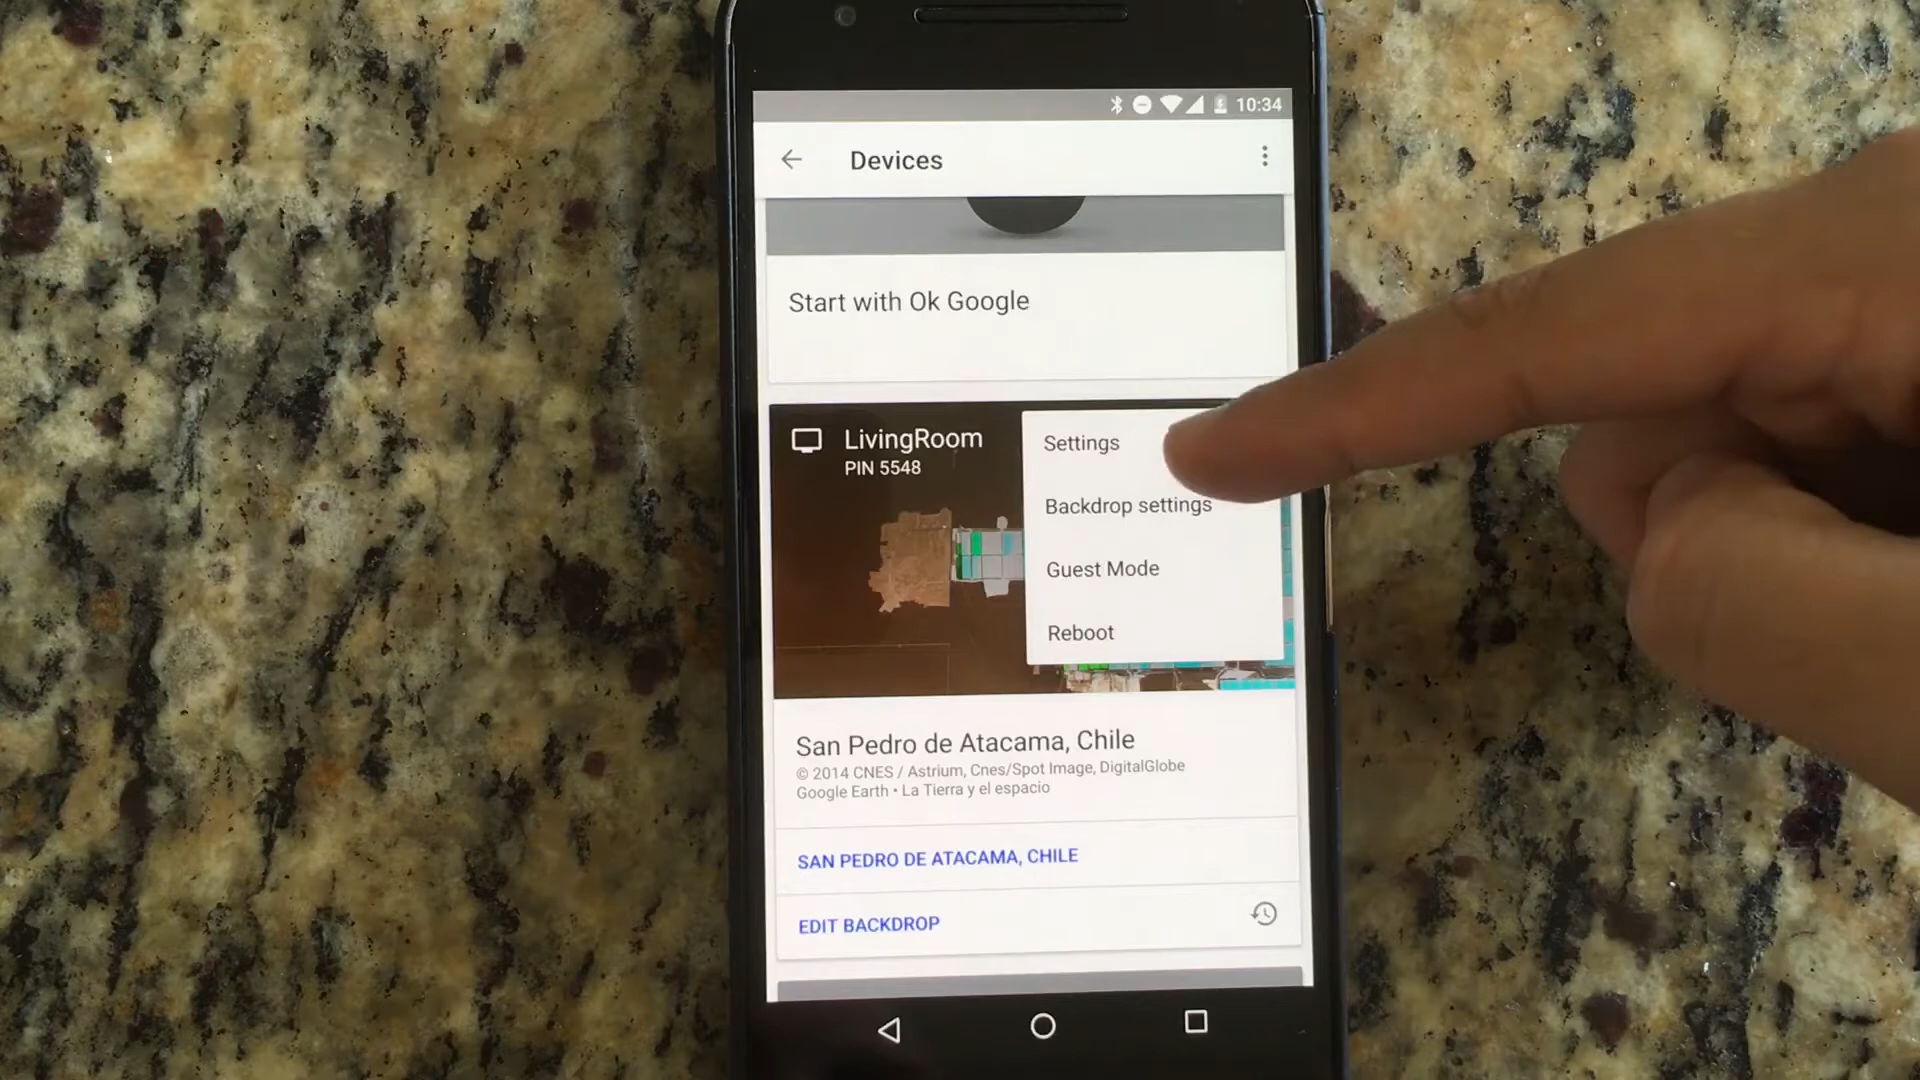 10:34
Devices
Start with Ok Google
LivingRoom
PIN 5548
Settings
Backdrop settings
Guest Mode
Reboot
San Pedro de Atacama, Chile
© 2014 CNES / Astrium, Cnes/Spot Image, DigitalGlobe
Google Earth • La Tierra y el espacio
SAN PEDRO DE ATACAMA, CHILE
EDIT BACKDROP